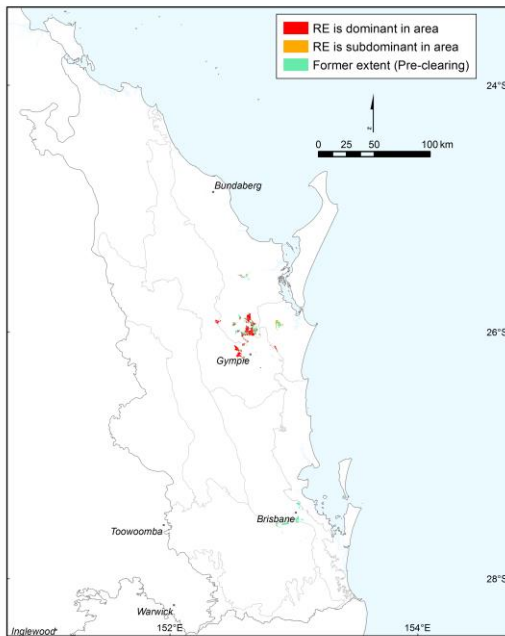 RE is dominant in area
RE is subdominant in area
Former extent (Pre-clearing)
24°S
N
0 25 50 100 km
Bundaberg
26°S
Gympie
Brisbane
Toowoomba
28°S
Warwick
152°E
154°E
Inglewood